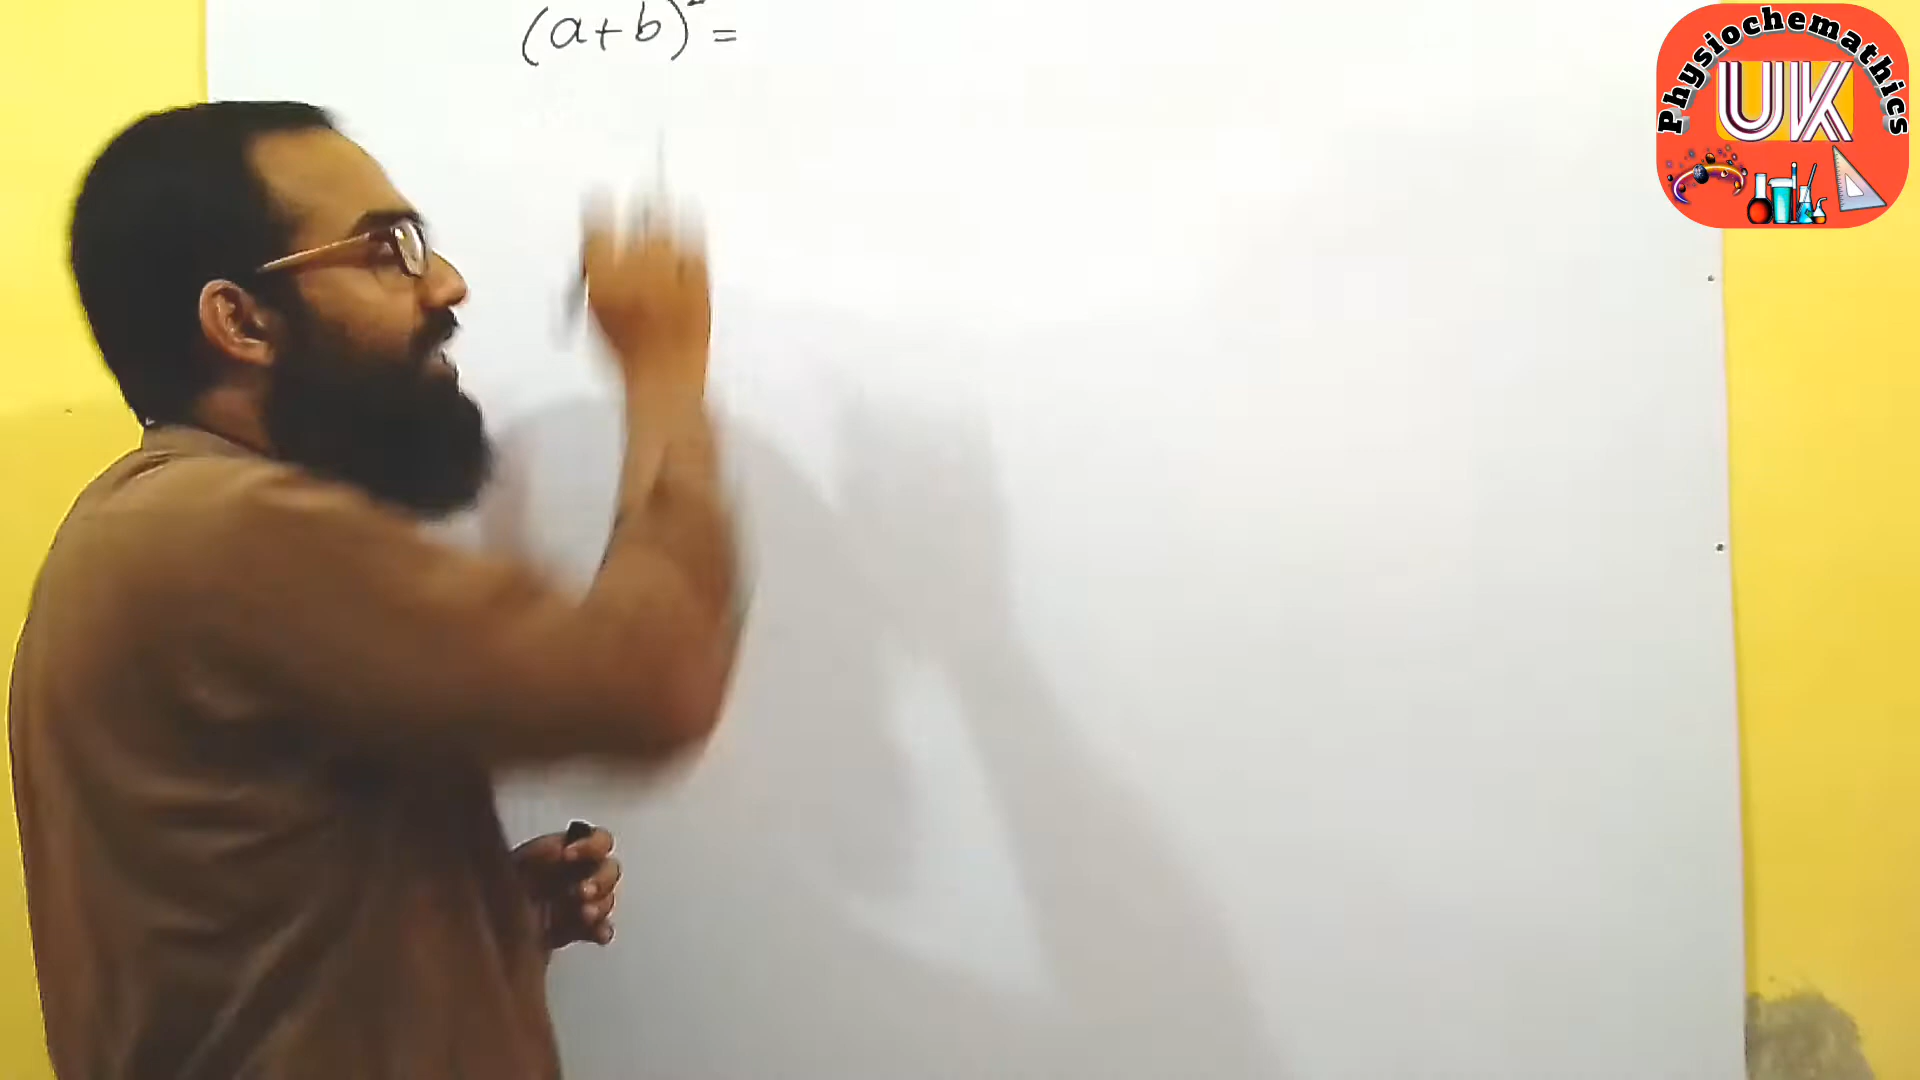 (a+b)² =
Physiochemathics
UK